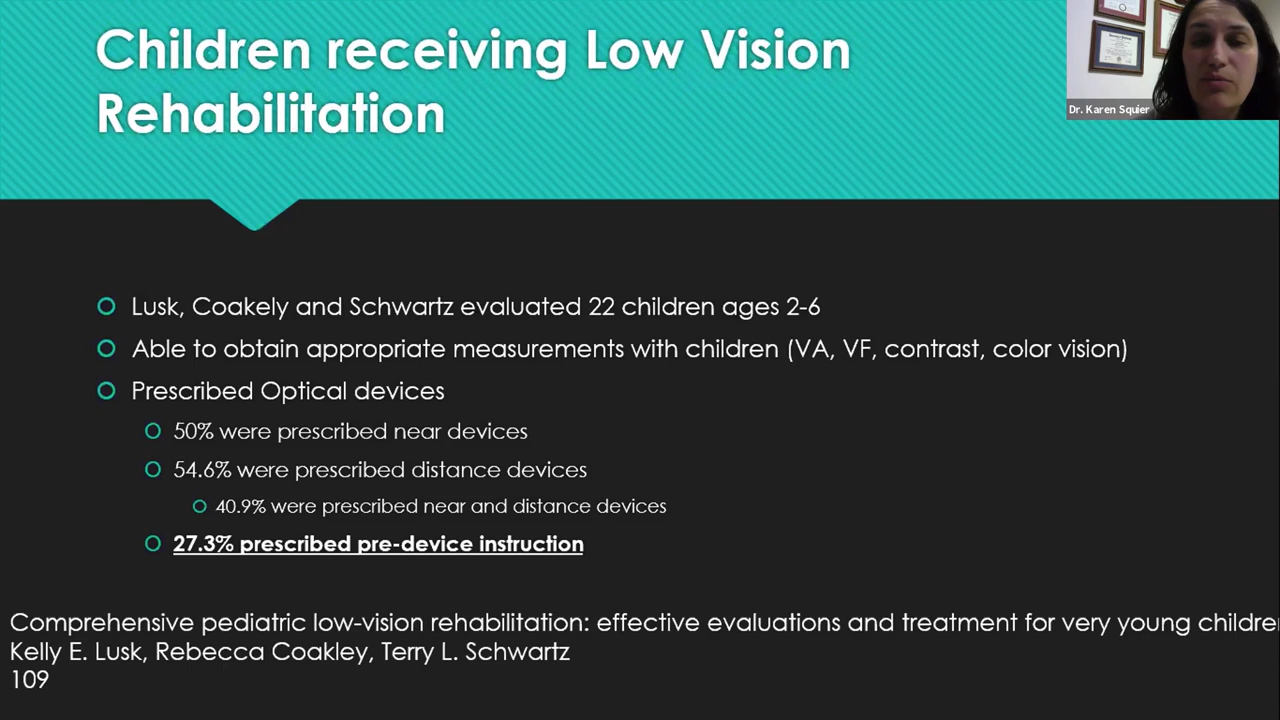 Children receiving Low Vision
Rehabilitation
Dr. Karen Squier
Lusk, Coakely and Schwartz evaluated 22 children ages 2-6
Able to obtain appropriate measurements with children (VA, VF, contrast, color vision)
Prescribed Optical devices
50% were prescribed near devices
54.6% were prescribed distance devices
40.9% were prescribed near and distance devices
27.3% prescribed pre-device instruction
Comprehensive pediatric low-vision rehabilitation: effective evaluations and treatment for very young childre
Kelly E. Lusk, Rebecca Coakley, Terry L. Schwartz
109